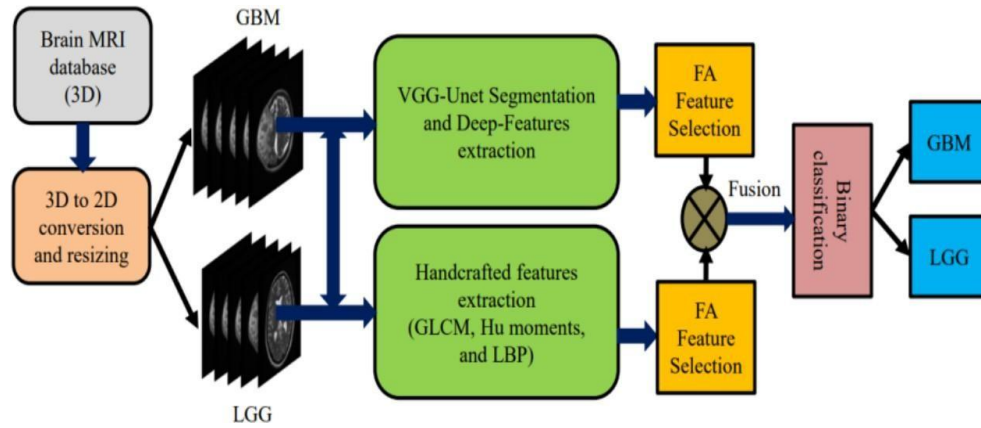 Brain MRI
database
(3D)
3D to 2D
conversion
and resizing
GBM
LGG
VGG-Unet Segmentation
and Deep-Features
extraction
Handcrafted features
extraction
(GLCM, Hu moments,
and LBP)
FA
Feature
Selection
Fusion
FA
Feature
Selection
Binary
classification
GBM
LGG